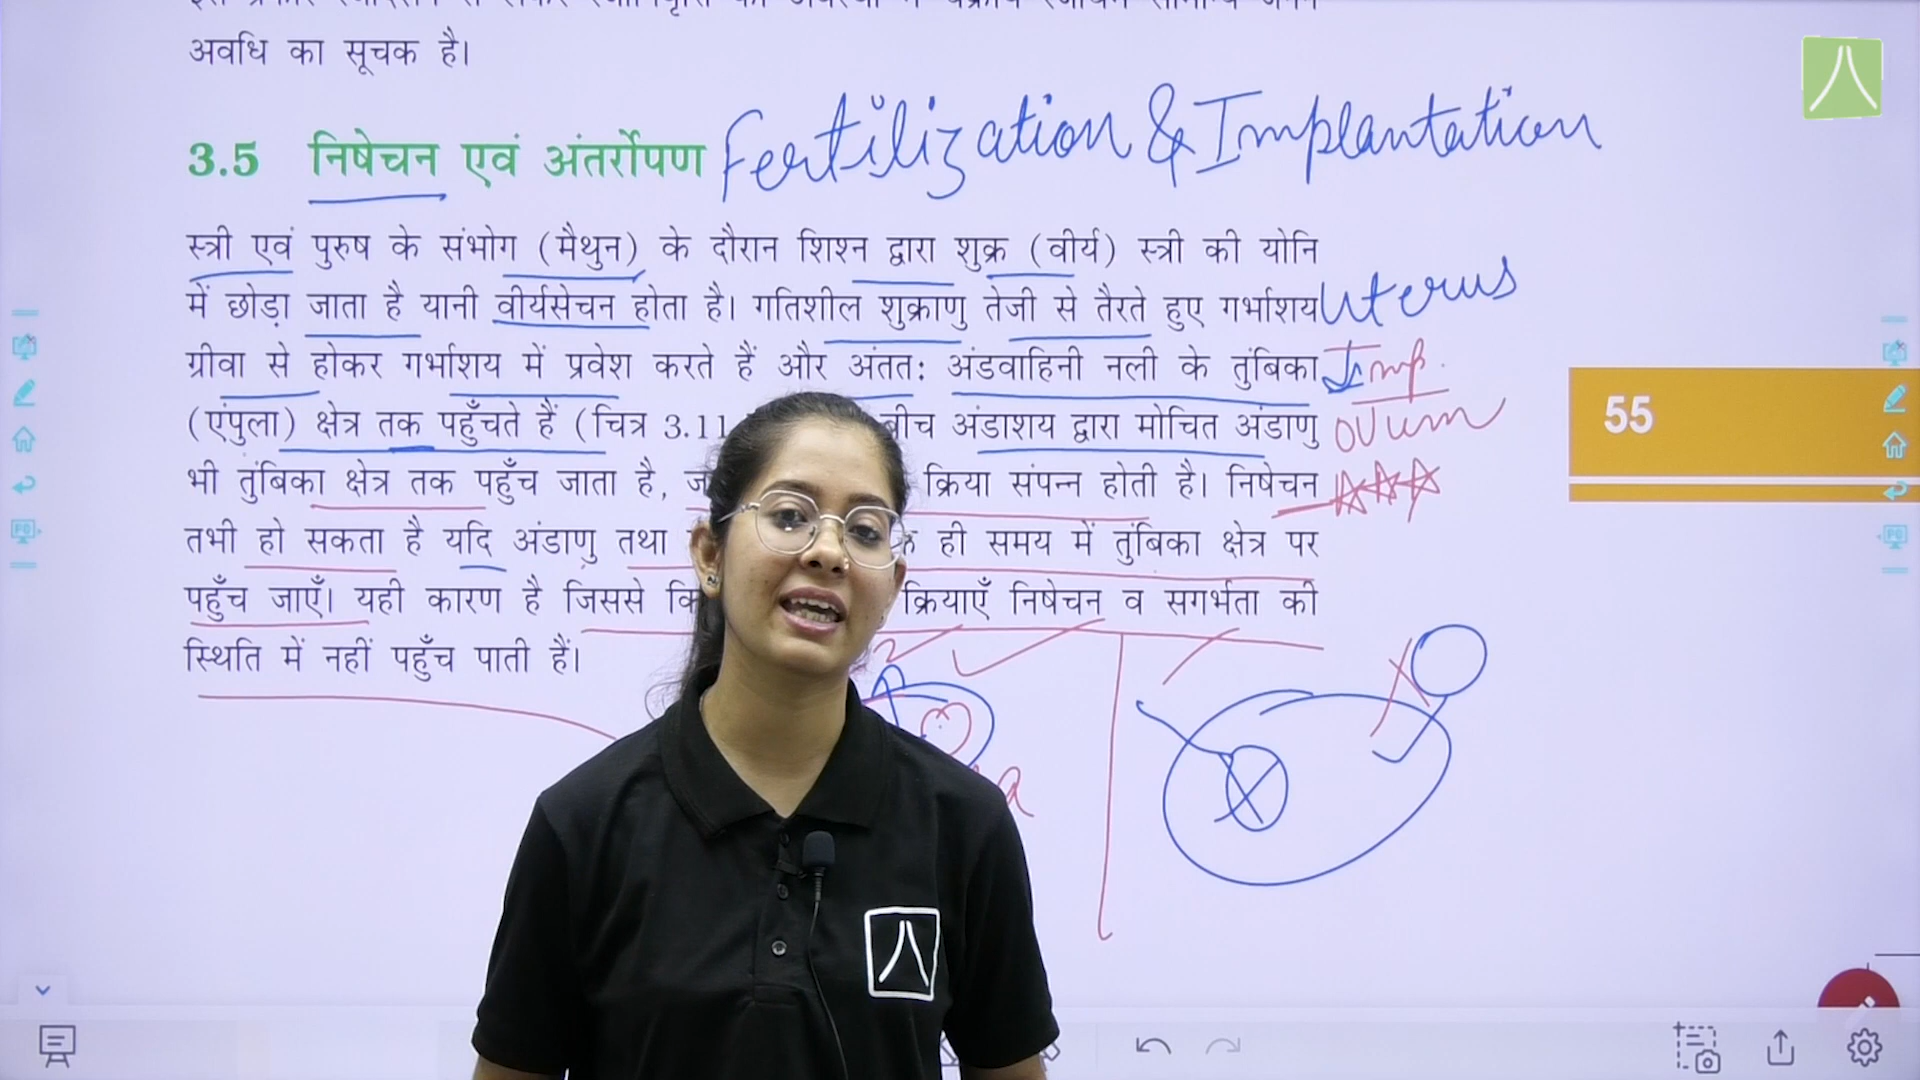 अवधि का सूचक है।
3.5 निषेचन एवं अंतर्रोपण Fertilization & Implantation
स्त्री एवं पुरुष के संभोग (मैथुन) के दौरान शिश्न द्वारा शुक्र (वीर्य) स्त्री की योनि
में छोड़ा जाता है यानी वीर्यसेचन होता है। गतिशील शुक्राणु तेजी से तैरते हुए गर्भाशय Uterus
ग्रीवा से होकर गर्भाशय में प्रवेश करते हैं और अंततः अंडवाहिनी नली के तुंबिका Imp.
(एंपुला) क्षेत्र तक पहुँचते हैं (चित्र 3.11 बीच अंडाशय द्वारा मोचित अंडाणु ovum
55
भी तुंबिका क्षेत्र तक पहुँच जाता है, क्रिया संपन्न होती है। निषेचन
तभी हो सकता है यदि अंडाणु तथा ही समय में तुंबिका क्षेत्र पर
पहुँच जाएँ। यही कारण है जिससे कि क्रियाएँ निषेचन व सगर्भता की
स्थिति में नहीं पहुँच पाती हैं।